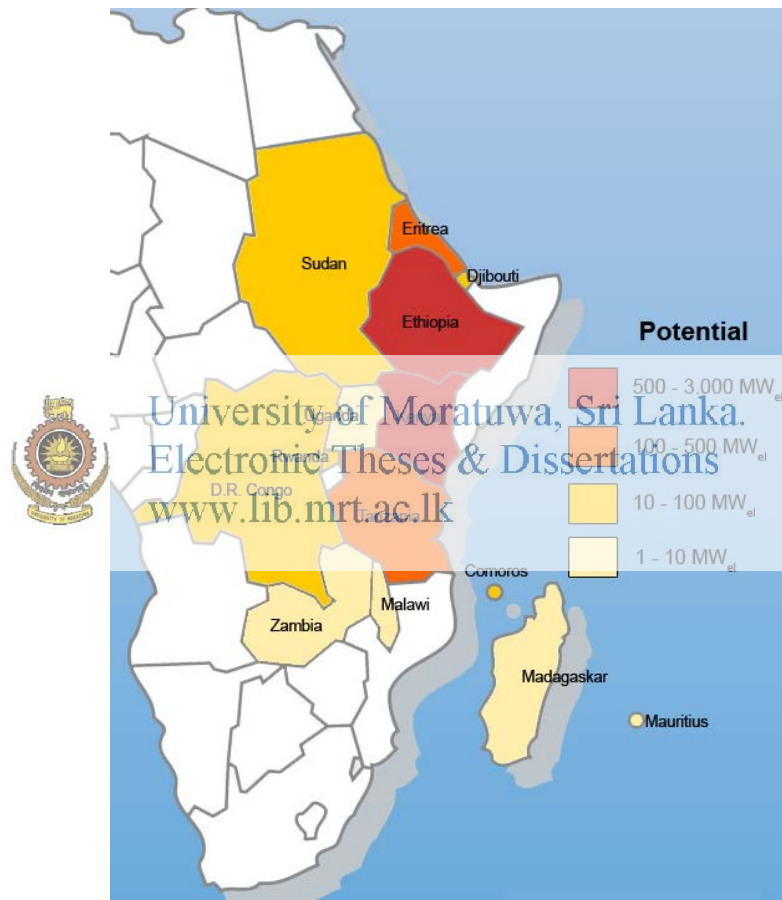 Eritrea
Sudan
Djibouti
Ethiopia
Potential
500 - 3.000 MWel
University of Moratuwa, Sri Lanka.
Uganda
Kenya
100 - 500 MWel
Electronic Theses & Dissertations
Rwanda
D.R. Congo
10 - 100 MWel
www.lib.mrt.ac.lk
Tanzania
1 - 10 MWel
Comoros
Malawi
Zambia
Madagaskar
Mauritius